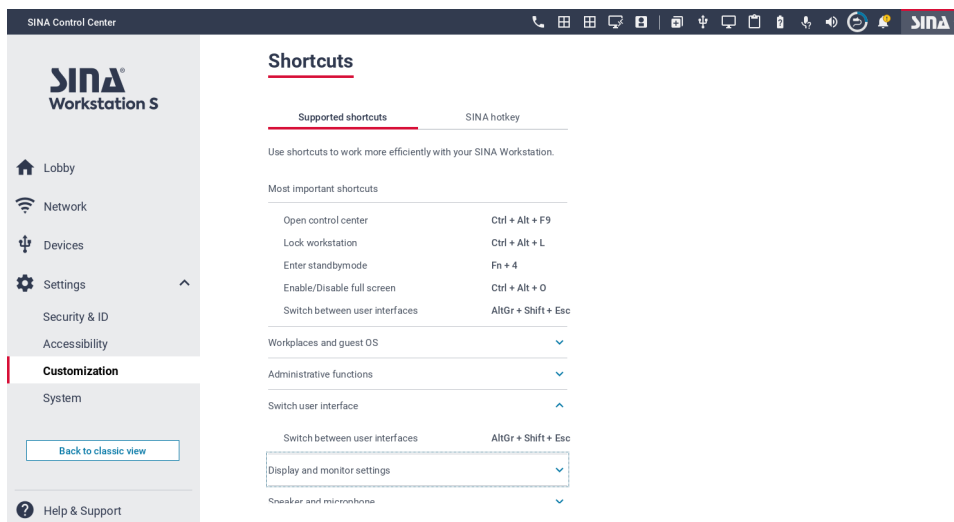 SINA Control Center
SINA
SINA
Workstation S
Lobby
Network
Devices
Settings
Security & ID
Accessibility
Customization
System
Back to classic view
Help & Support
Shortcuts
Supported shortcuts SINA hotkey
Use shortcuts to work more efficiently with your SINA Workstation.
Most important shortcuts
Open control center Ctrl + Alt + F9
Lock workstation Ctrl + Alt + L
Enter standbymode Fn + 4
Enable/Disable full screen Ctrl + Alt + O
Switch between user interfaces AltGr + Shift + Esc
Workplaces and guest OS
Administrative functions
Switch user interface
Switch between user interfaces AltGr + Shift + Esc
Display and monitor settings
Speaker and microphone